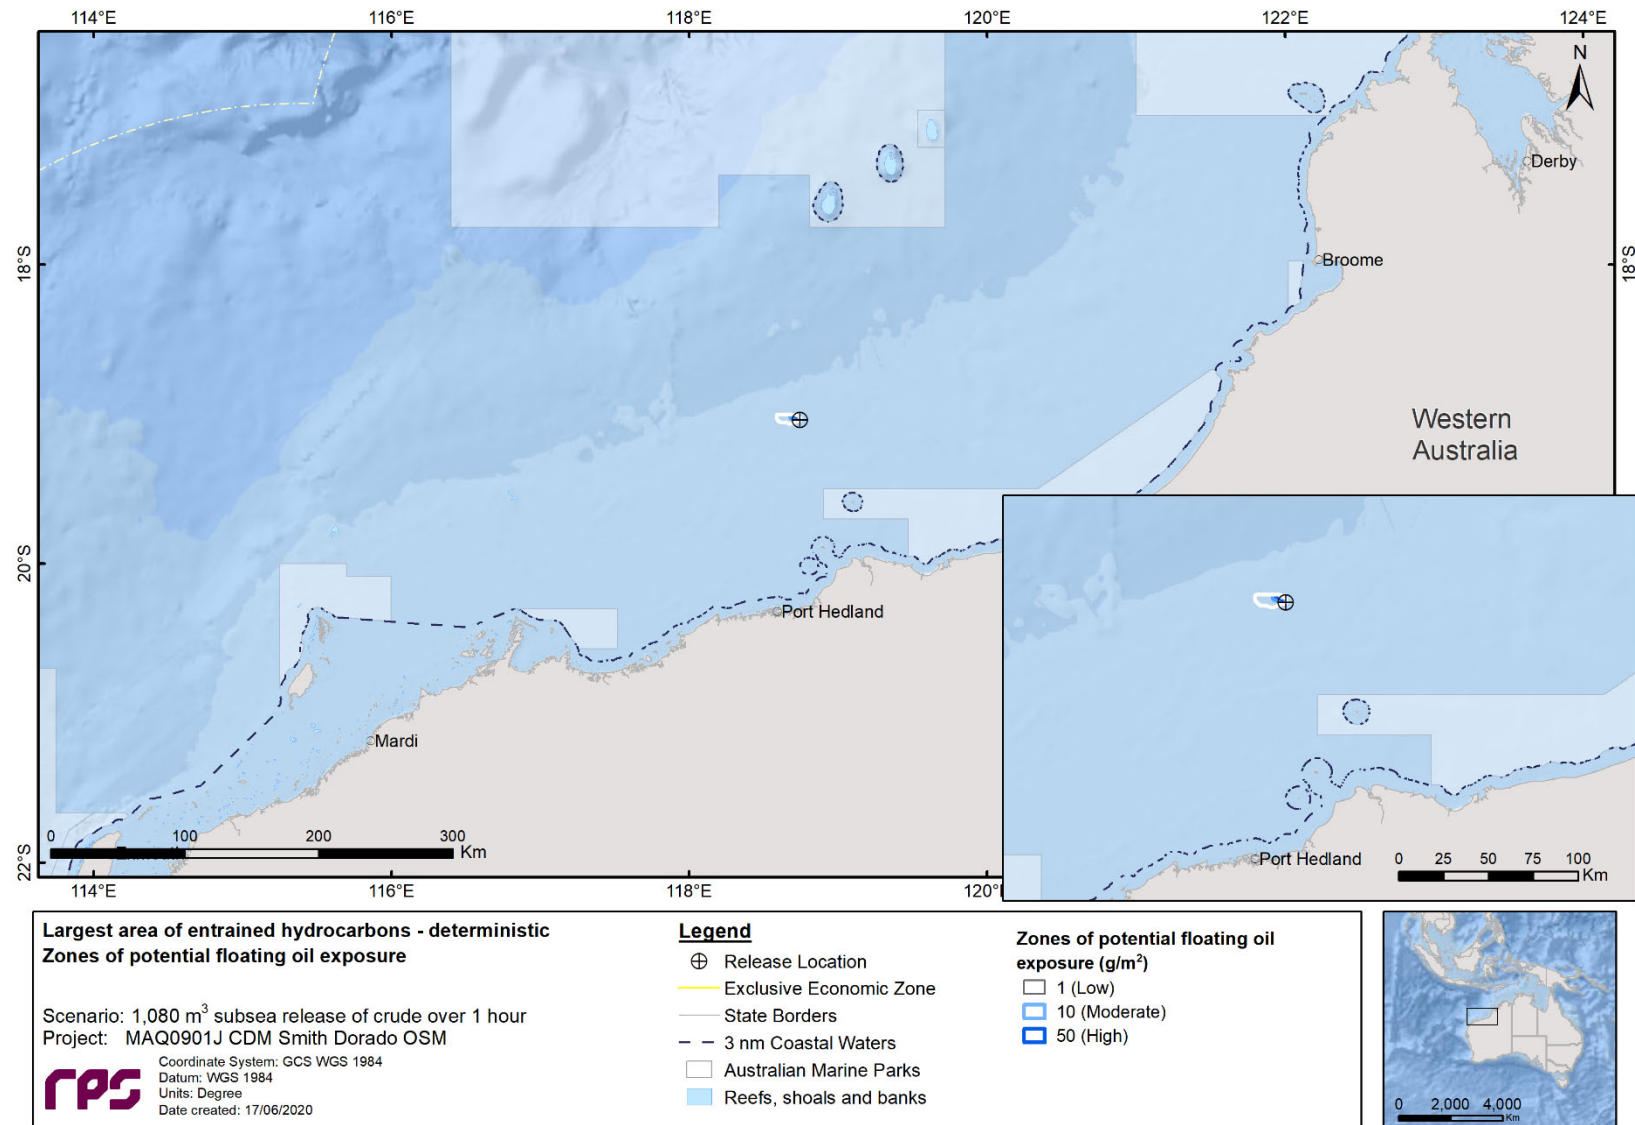 114°E 116°E 118°E 120°E 122°E 124°E
N
Derby
18°S 18°S
Broome
Western
Australia
20°S
Port Hedland
Mardi
0 100 200 300
Km
22°S
114°E 116°E 118°E 120°
Port Hedland
0 25 50 75 100
Km
Largest area of entrained hydrocarbons - deterministic
Zones of potential floating oil exposure
Scenario: 1,080 m³ subsea release of crude over 1 hour
Project: MAQ0901J CDM Smith Dorado OSM
rps
Coordinate System: GCS WGS 1984
Datum: WGS 1984
Units: Degree
Date created: 17/06/2020
Legend
Release Location
Exclusive Economic Zone
State Borders
3 nm Coastal Waters
Australian Marine Parks
Reefs, shoals and banks
Zones of potential floating oil
exposure (g/m²)
1 (Low)
10 (Moderate)
50 (High)
0 2,000 4,000
Km